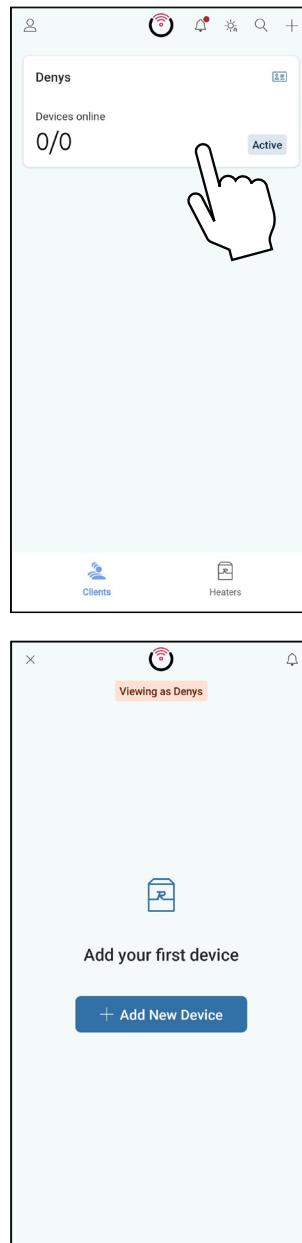 Denys
Devices online
0/0
Active
Clients
Heaters
Viewing as Denys
Add your first device
+ Add New Device